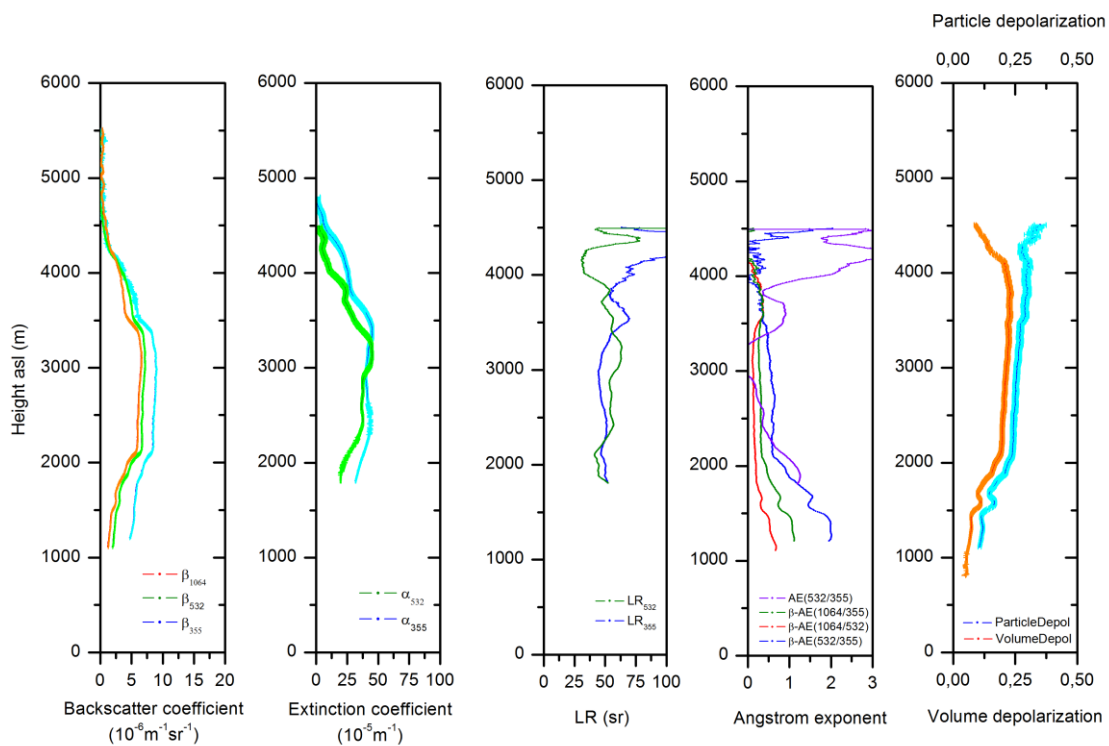 Particle depolarization
0,00 0,25 0,50
6000 6000 6000 6000 6000
5000 5000 5000 5000 5000
4000 4000 4000 4000 4000
3000 3000 3000 3000 3000
2000 2000 2000 2000 2000
1000 1000 1000 1000 1000
0 0 0 0 0
Height asl (m)
β1064
β532
β355
0 5 10 15 20
Backscatter coefficient
(10-6m-1sr-1)
α532
α355
0 25 50 75 100
Extinction coefficient
(10-5m-1)
LR532
LR355
0 25 50 75 100
LR (sr)
AE(532/355)
β-AE(1064/355)
β-AE(1064/532)
β-AE(532/355)
0 1 2 3
Angstrom exponent
ParticleDepol
VolumeDepol
0,00 0,25 0,50
Volume depolarization